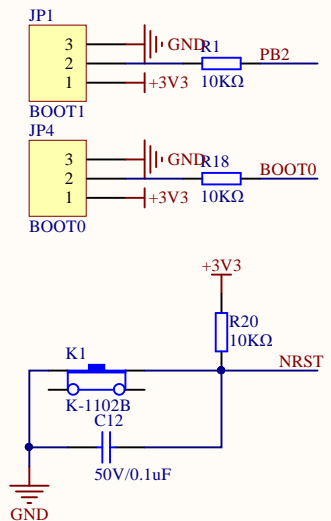 JP1
3
GND
R1
PB2
2
1
+3V3
10KΩ
BOOT1
JP4
3
GND
R18
BOOT0
2
1
+3V3
10KΩ
BOOT0
+3V3
R20
10KΩ
K1
NRST
K-1102B
C12
50V/0.1uF
GND